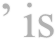 ’ is